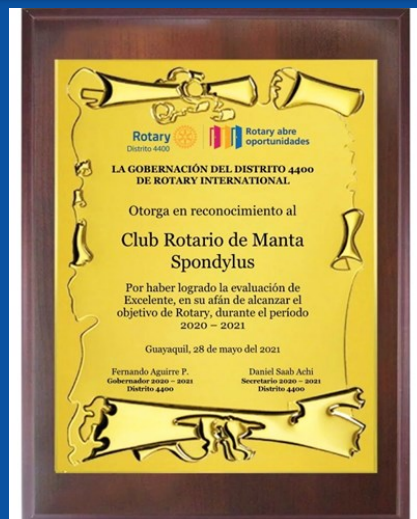 Rotary
Distrito 4400
Rotary abre
oportunidades
LA GOBERNACIÓN DEL DISTRITO 4400
DE ROTARY INTERNATIONAL
Otorga en reconocimiento al
Club Rotario de Manta
Spondylus
Por haber logrado la evaluación de
Excelente, en su afán de alcanzar el
objetivo de Rotary, durante el período
2020 – 2021
Guayaquil, 28 de mayo del 2021
Fernando Aguirre P.
Gobernador 2020 – 2021
Distrito 4400
Daniel Saab Achi
Secretario 2020 – 2021
Distrito 4400